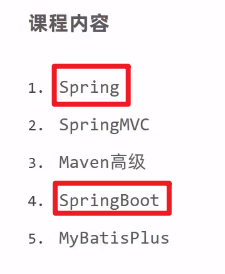 课程内容
1. Spring
2. SpringMVC
3. Maven高级
4. SpringBoot
5. MyBatisPlus